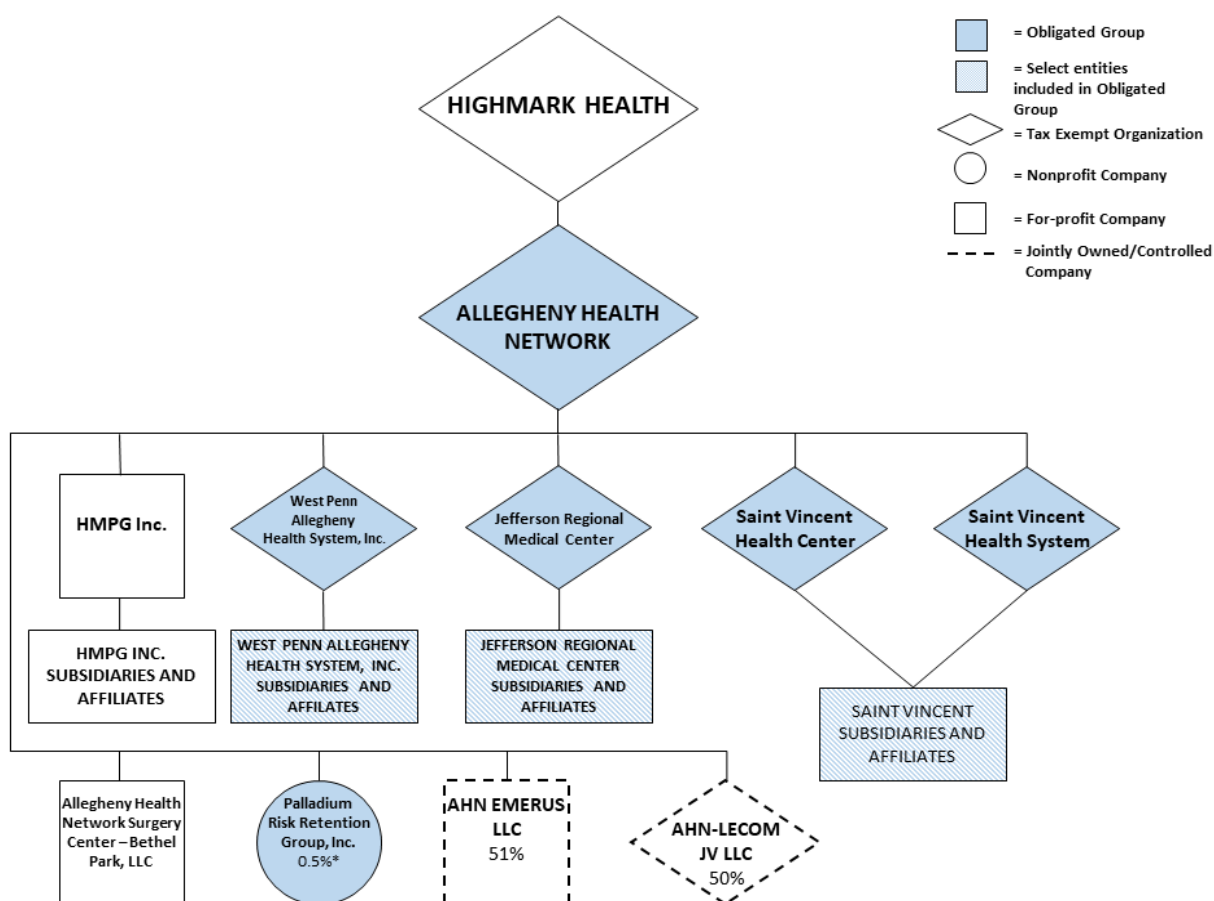 HIGHMARK HEALTH
= Obligated Group
= Select entities
included in Obligated
Group
= Tax Exempt Organization
= Nonprofit Company
= For-profit Company
= Jointly Owned/Controlled
Company
ALLEGHENY HEALTH
NETWORK
HMPG Inc.
West Penn
Allegheny
Health System, Inc.
Jefferson Regional
Medical Center
Saint Vincent
Health Center
Saint Vincent
Health System
HMPG INC.
SUBSIDIARIES AND
AFFILIATES
WEST PENN ALLEGHENY
HEALTH SYSTEM, INC.
SUBSIDIARIES AND
AFFILATES
JEFFERSON REGIONAL
MEDICAL CENTER
SUBSIDIARIES AND
AFFILIATES
SAINT VINCENT
SUBSIDIARIES AND
AFFILIATES
Allegheny Health
Network Surgery
Center – Bethel
Park, LLC
Palladium
Risk Retention
Group, Inc.
0.5%*
AHN EMERUS
LLC
51%
AHN-LECOM
JV LLC
50%